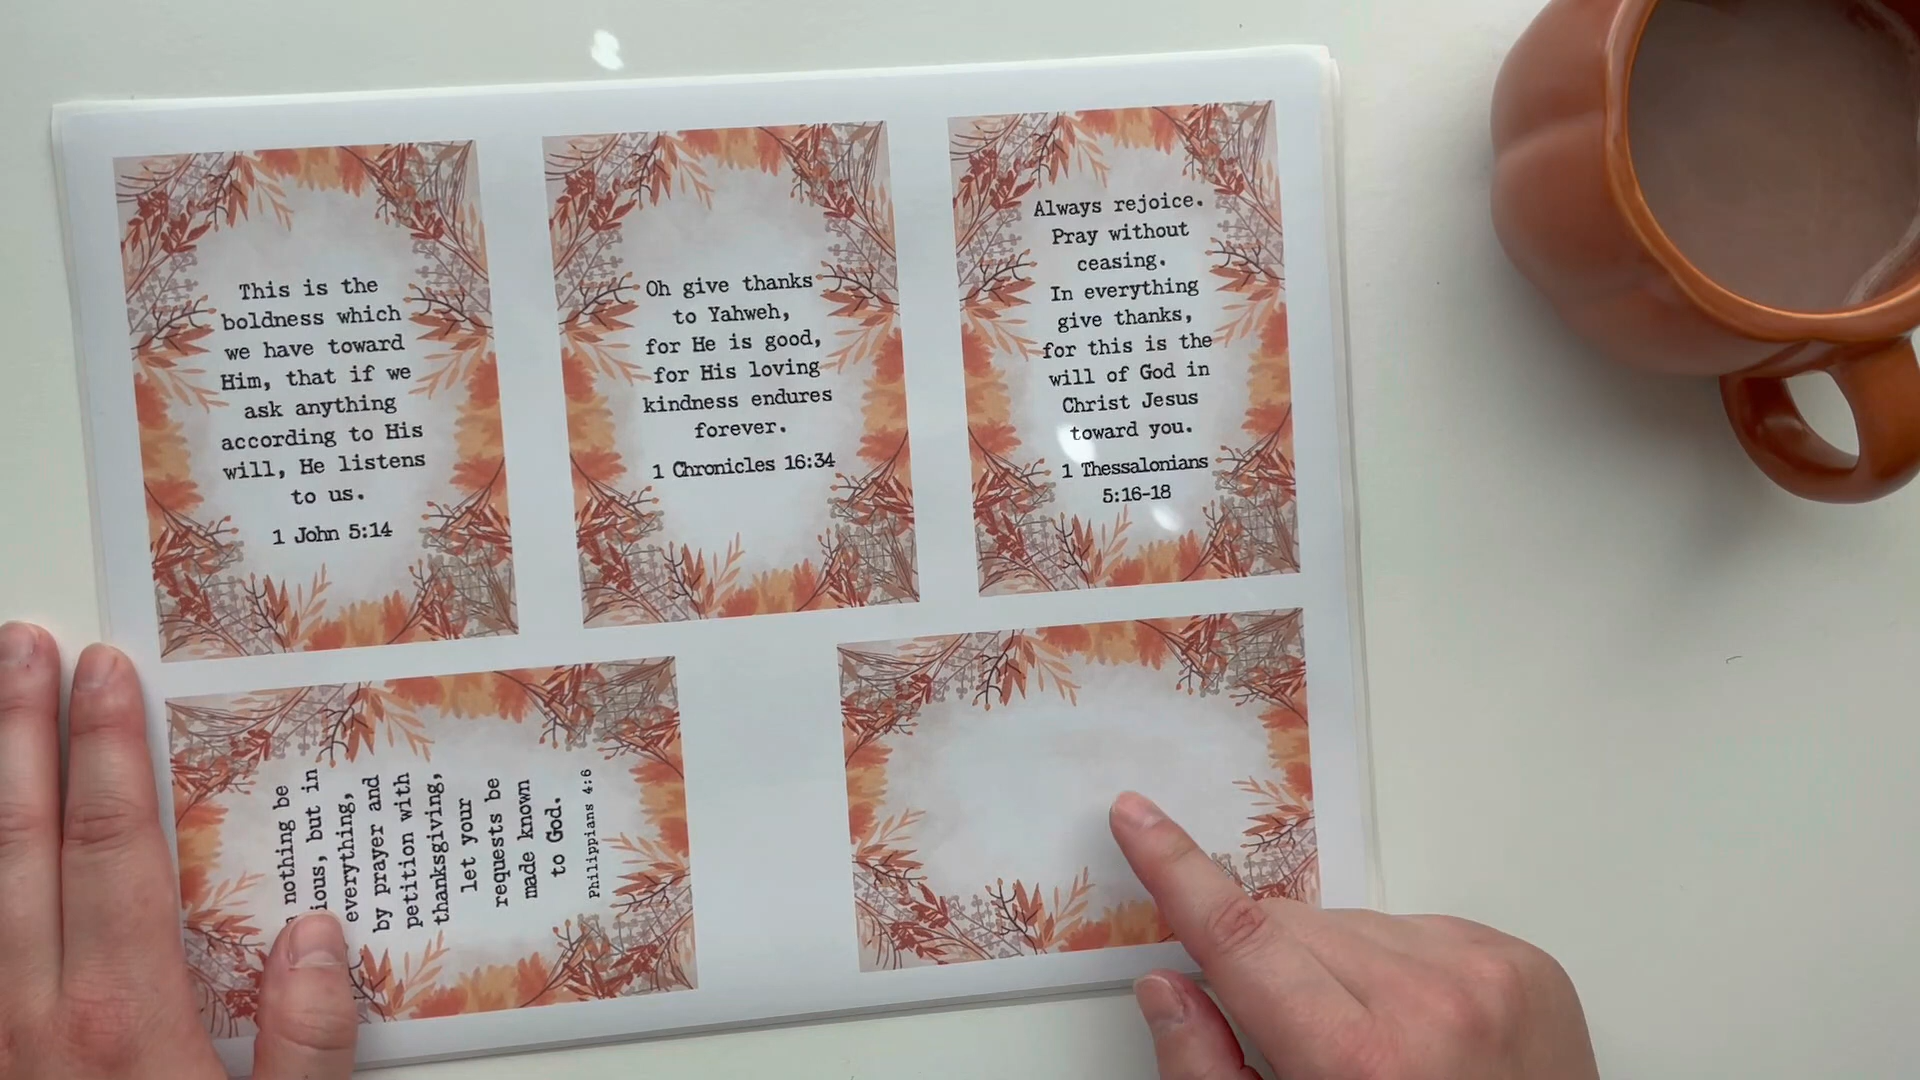 This is the
boldness which
we have toward
Him, that if we
ask anything
according to His
will, He listens
to us.
1 John 5:14
Oh give thanks
to Yahweh,
for He is good,
for His loving
kindness endures
forever.
1 Chronicles 16:34
Always rejoice.
Pray without
ceasing.
In everything
give thanks,
for this is the
will of God in
Christ Jesus
toward you.
1 Thessalonians
5:16-18
nothing be
ious, but in
everything,
by prayer and
petition with
thanksgiving,
let your
requests be
made known
to God.
Philippians 4:6